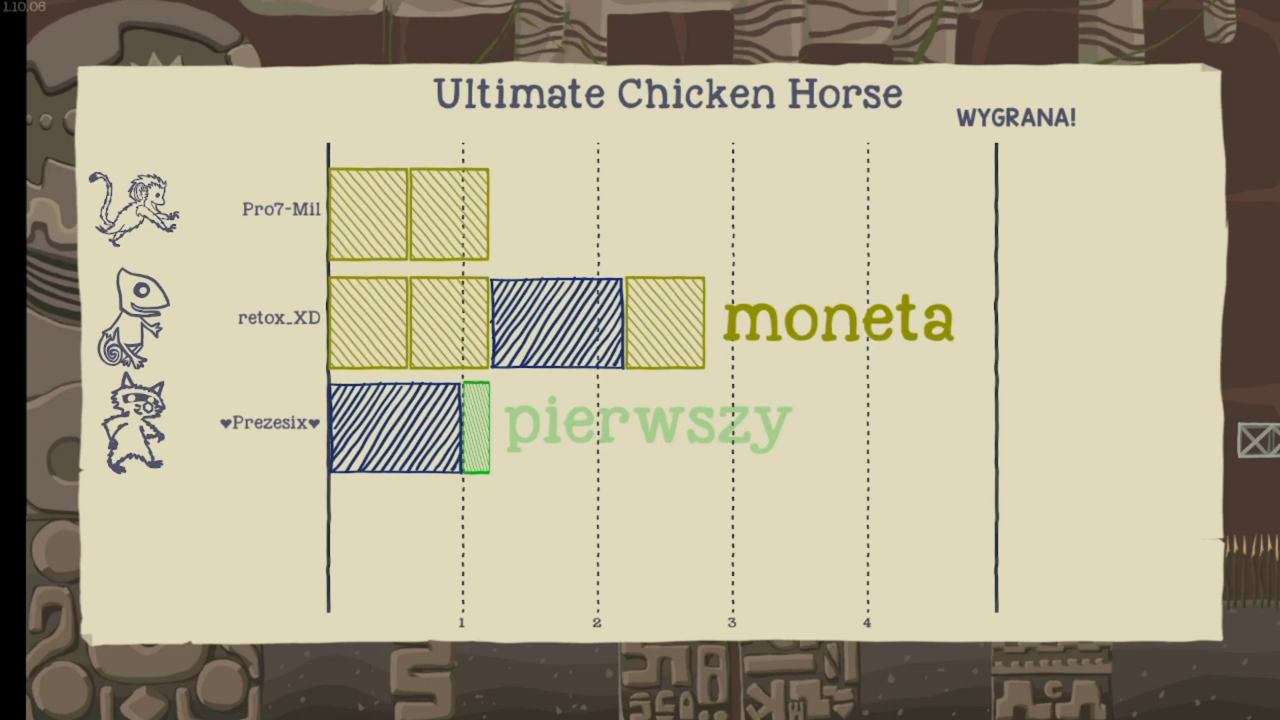 1.10.06
Ultimate Chicken Horse
WYGRANA!
Pro7-Mil
retox_XD
moneta
♥Prezesix♥
pierwszy
1 2 3 4